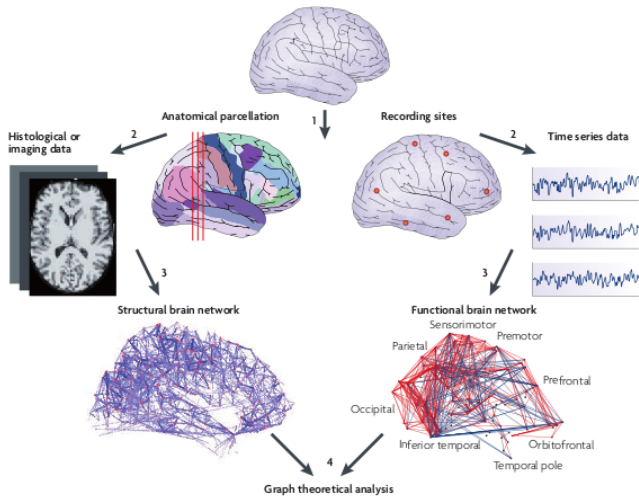 Anatomical parcellation
1
Recording sites
Histological or
imaging data
2
2
Time series data
3
3
Structural brain network
Functional brain network
Sensorimotor
Premotor
Parietal
Prefrontal
Occipital
Inferior temporal
Orbitofrontal
Temporal pole
4
Graph theoretical analysis